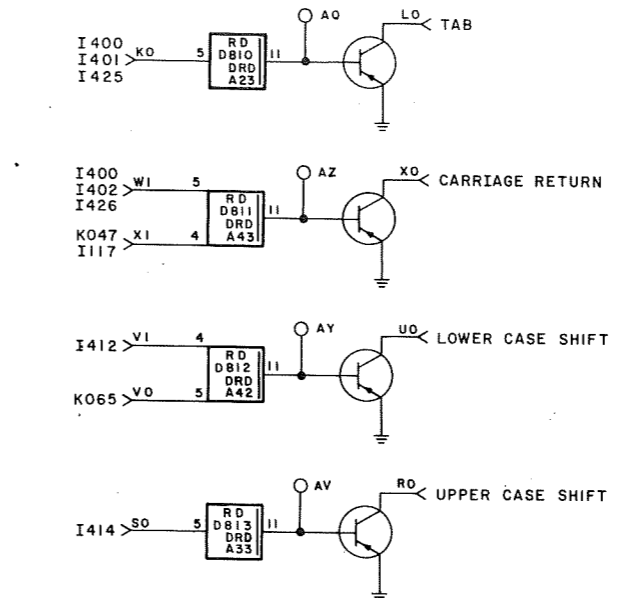 AQ
LO TAB
I400
I401 KO 5 RD 11
I425 D810
DRD
A23
AZ
XO CARRIAGE RETURN
I400
I402 WI 5 RD
I426 D811 11
DRD
KO47 XI 4 A43
I117
AY
UO LOWER CASE SHIFT
I412 VI 4 RD
D812 11
DRD
KO65 VO 5 A42
AV
RO UPPER CASE SHIFT
I414 SO 5 RD 11
D813
DRD
A33